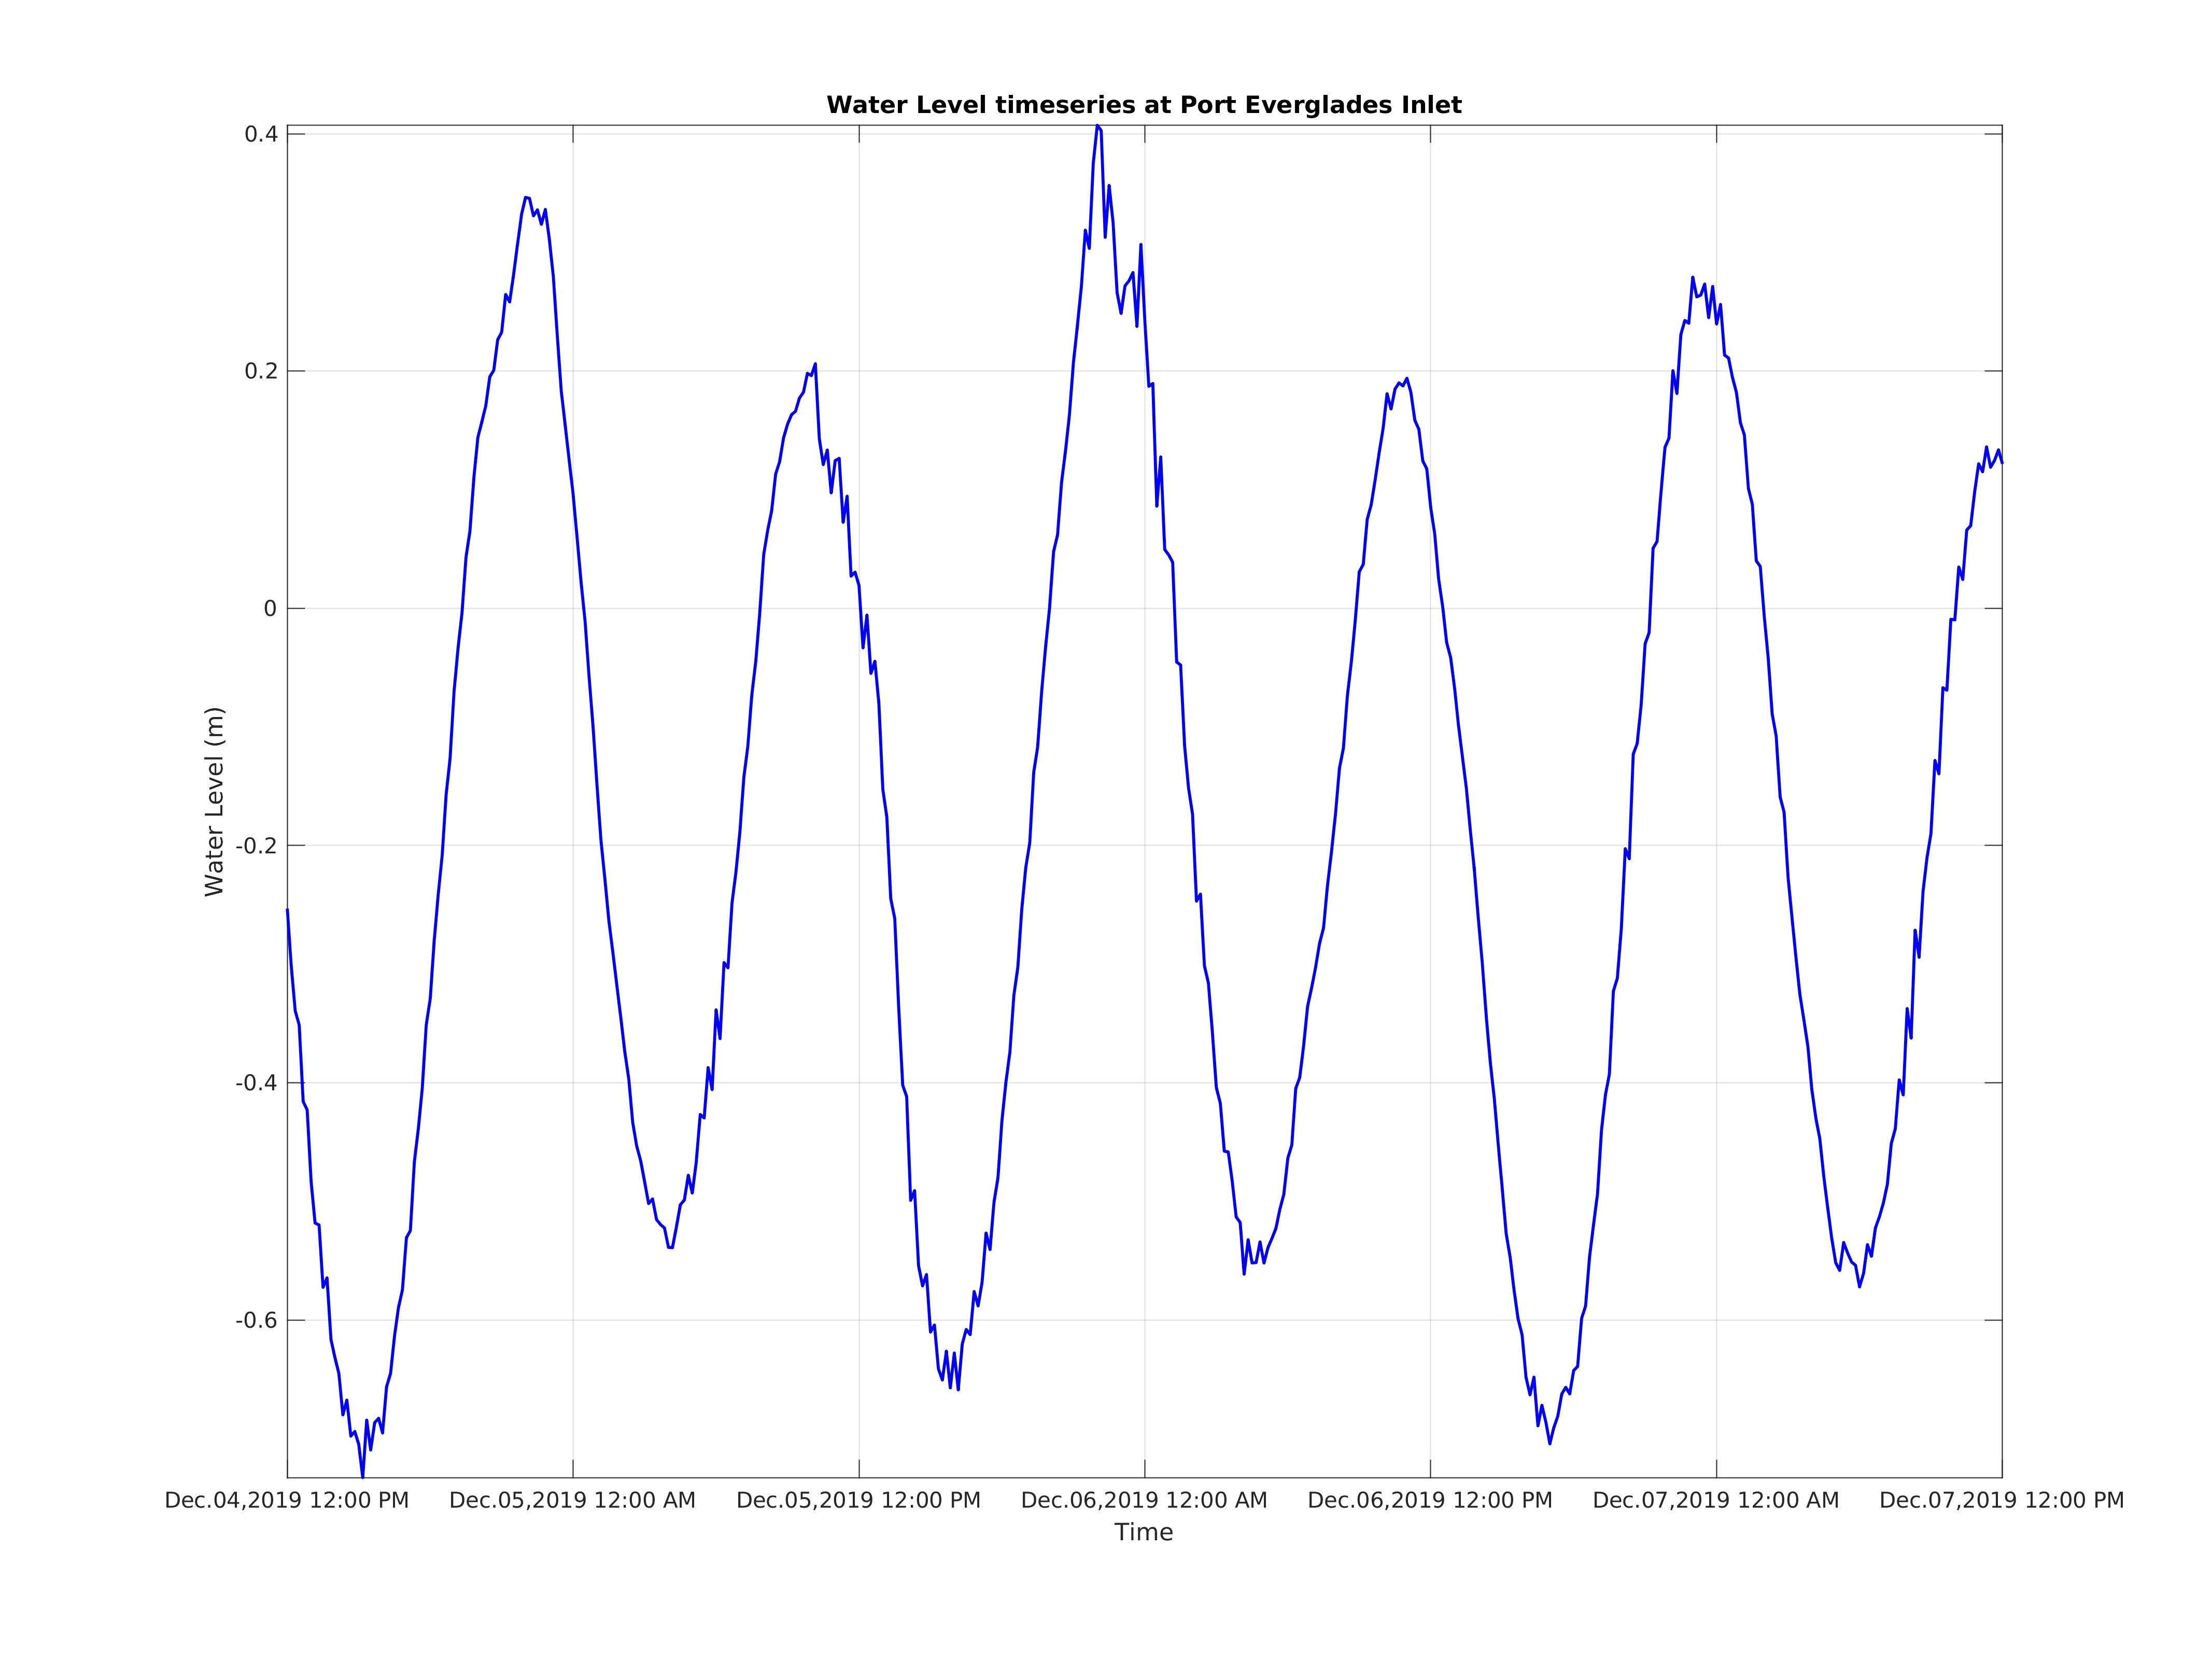 Water Level timeseries at Port Everglades Inlet
0.4
0.2
0
-0.2
-0.4
-0.6
Water Level (m)
Dec.04,2019 12:00 PM Dec.05,2019 12:00 AM Dec.05,2019 12:00 PM Dec.06,2019 12:00 AM Dec.06,2019 12:00 PM Dec.07,2019 12:00 AM Dec.07,2019 12:00 PM
Time